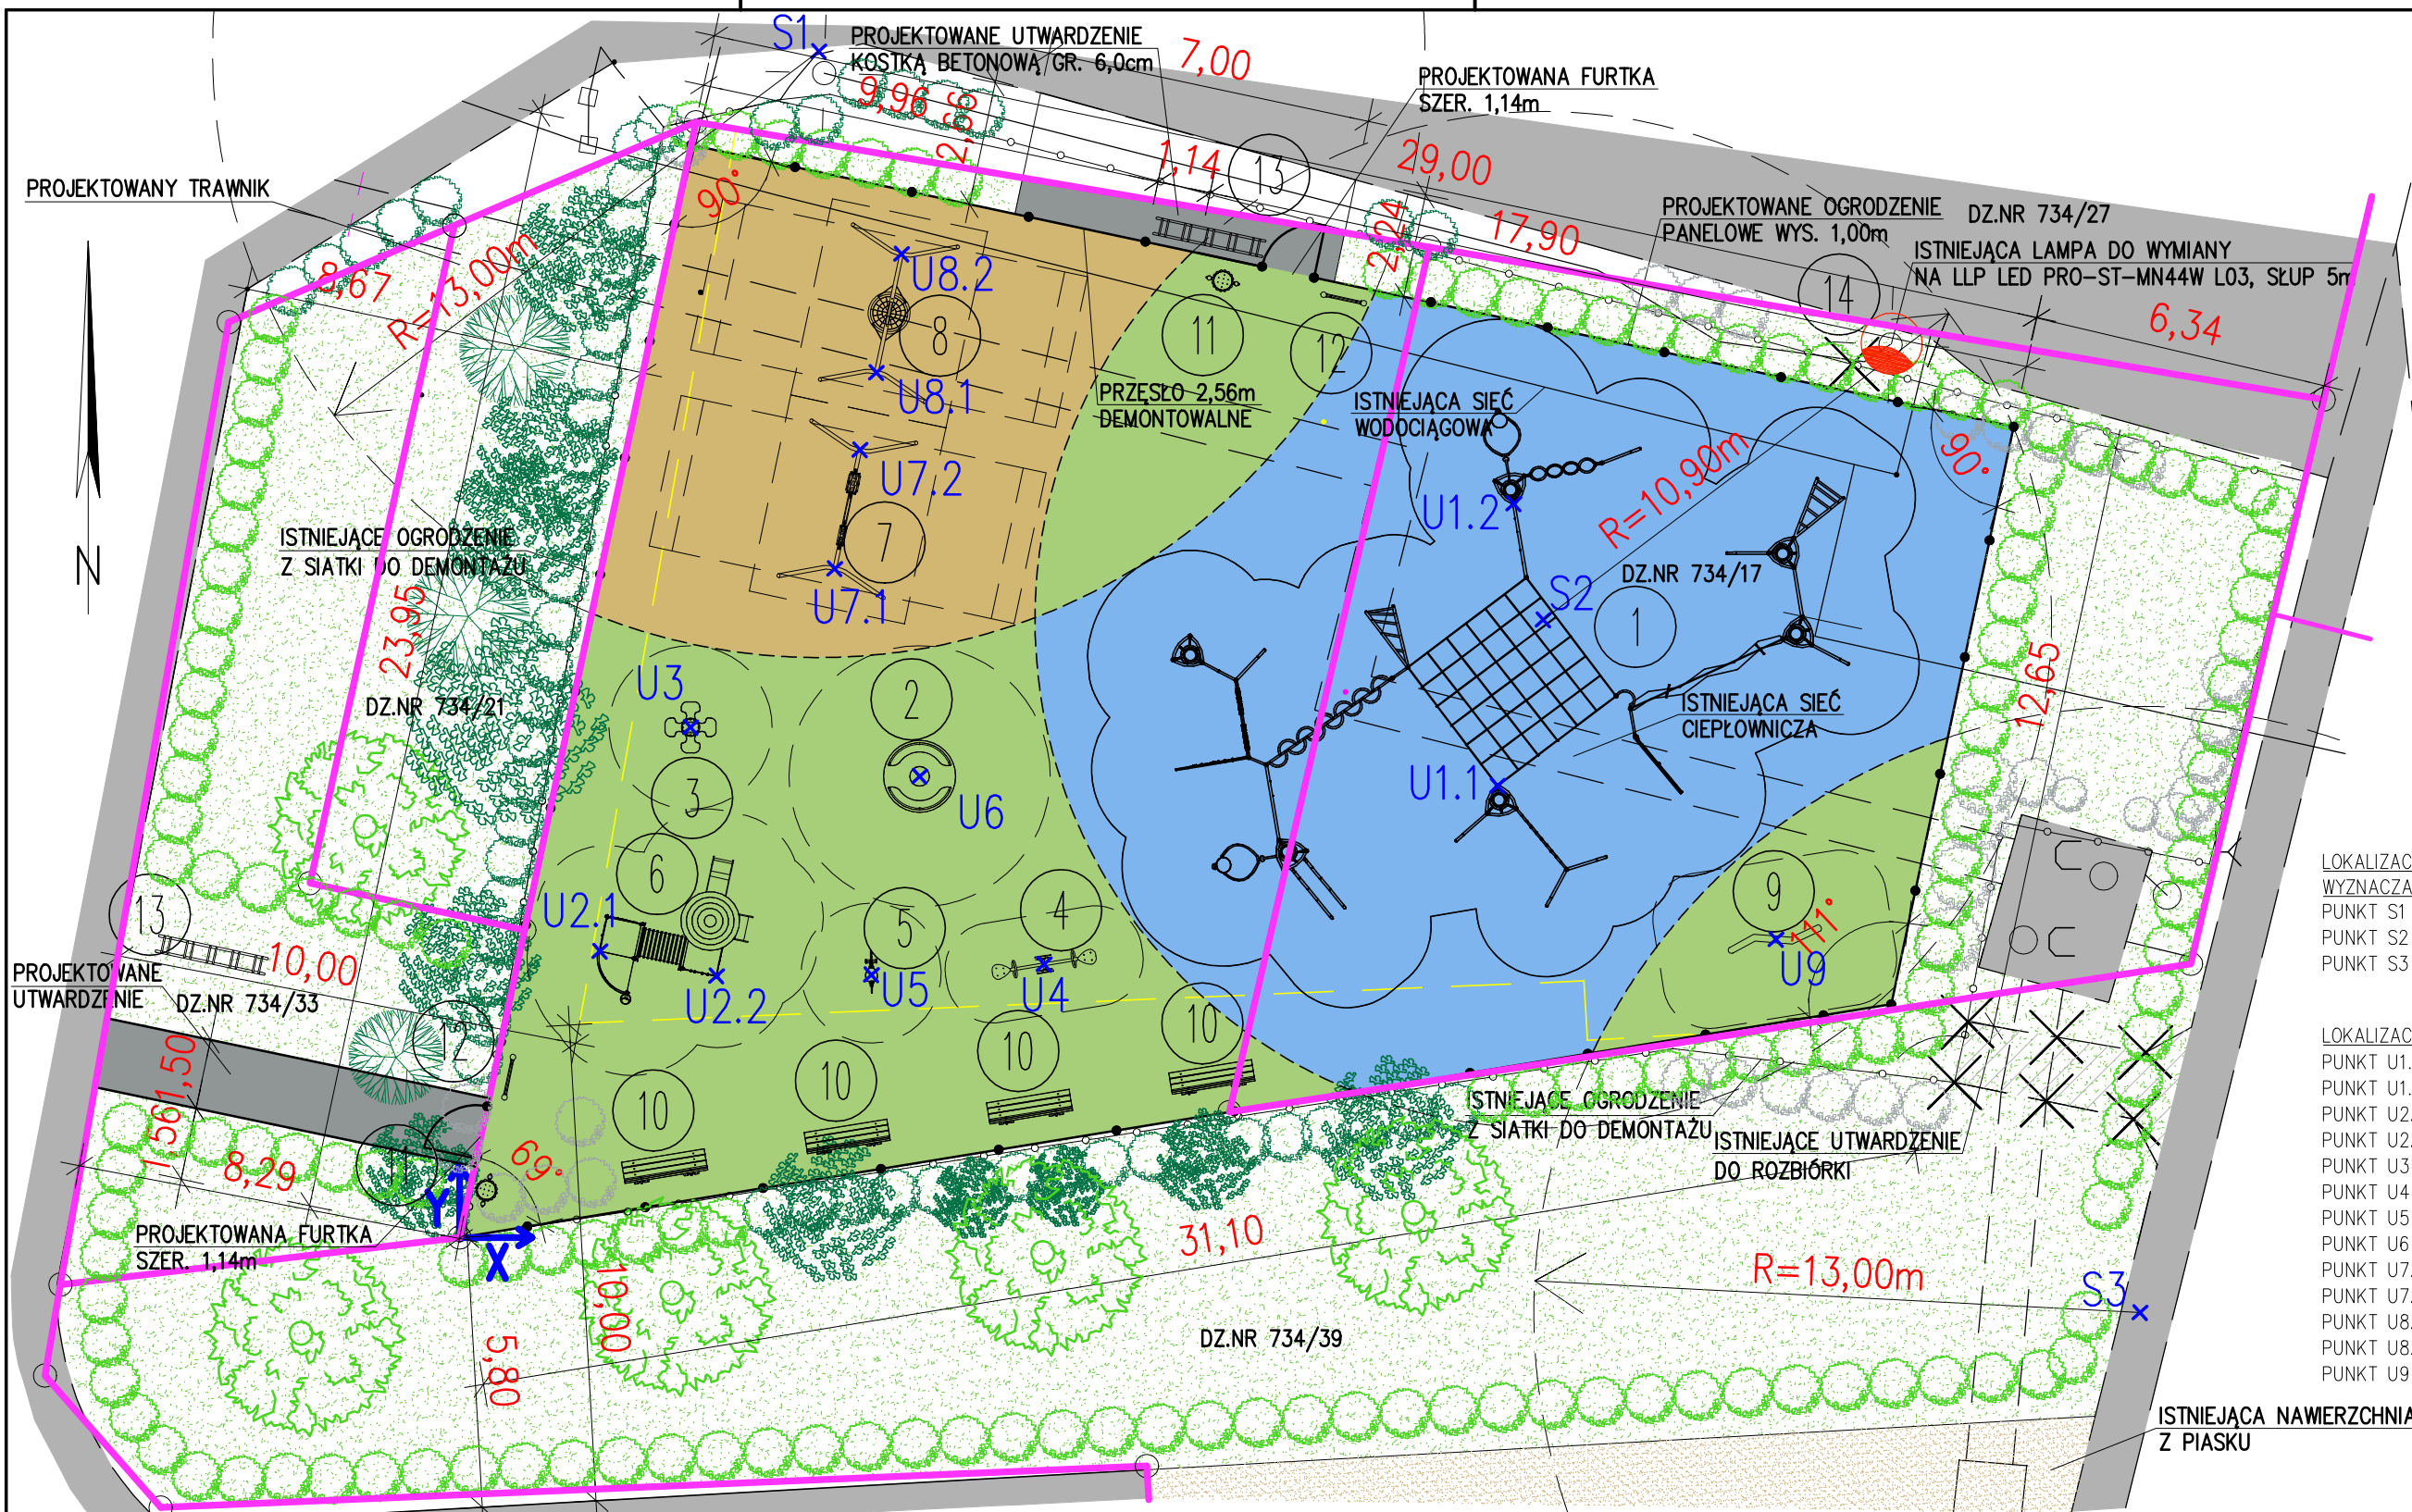 S1
PROJEKTOWANE UTWARDZENIE
KOSTKĄ BETONOWĄ GR. 6,0cm
7,00
9,96
2,66
PROJEKTOWANA FURTKA
SZER. 1,14m
1,14
13
29,00
2,24
17,90
PROJEKTOWANE OGRODZENIE
PANELOWE WYS. 1,00m
DZ.NR 734/27
ISTNIEJĄCA LAMPA DO WYMIANY
NA LLP LED PRO-ST-MN44W L03, SŁUP 5m
14
6,34
PROJEKTOWANY TRAWNIK
90°
R=13,00m
U8.2
8
U8.1
11
12
PRZĘSŁO 2,56m
DEMONTOWALNE
ISTNIEJĄCA SIEĆ
WODOCIĄGOWA
90°
R=10,90m
U7.2
7
U7.1
U1.2
N
ISTNIEJĄCE OGRODZENIE
Z SIATKI DO DEMONTAŻU
23,95
S2
DZ.NR 734/17
1
U3
2
12,65
DZ.NR 734/21
ISTNIEJĄCA SIEĆ
CIEPŁOWNICZA
3
U6
U1.1
6
U2.1
5
4
9
111°
U9
U2.2
U5
U4
13
10,00
PROJEKTOWANE
UTWARDZENIE
DZ.NR 734/33
12
10
10
10
10
LOKALIZAC
WYZNACZA
PUNKT S1
PUNKT S2
PUNKT S3
LOKALIZAC
PUNKT U1.
PUNKT U1.
PUNKT U2.
PUNKT U2.
PUNKT U3
PUNKT U4
PUNKT U5
PUNKT U6
PUNKT U7.
PUNKT U7.
PUNKT U8.
PUNKT U8.
PUNKT U9
1,50
1,56
8,29
11
69°
Y
X
PROJEKTOWANA FURTKA
SZER. 1,14m
ISTNIEJĄCE OGRODZENIE
Z SIATKI DO DEMONTAŻU
ISTNIEJĄCE UTWARDZENIE
DO ROZBIÓRKI
31,10
10,00
5,80
R=13,00m
S3
DZ.NR 734/39
ISTNIEJĄCA NAWIERZCHNIA
Z PIASKU